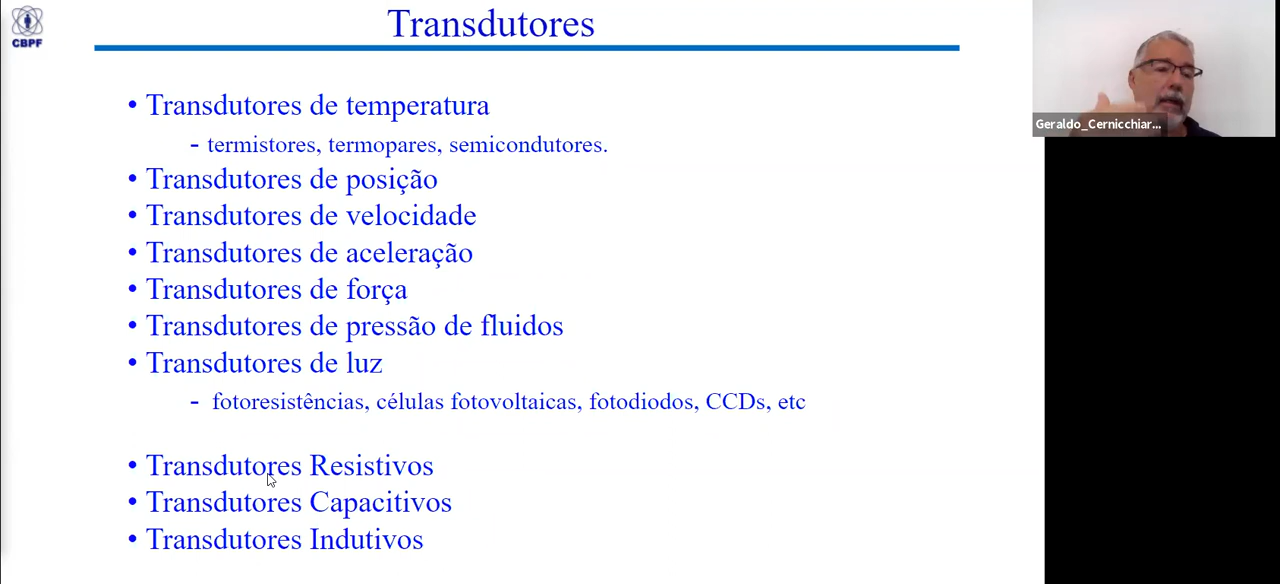 CBPF
Transdutores
• Transdutores de temperatura
- termistores, termopares, semicondutores.
• Transdutores de posição
• Transdutores de velocidade
• Transdutores de aceleração
• Transdutores de força
• Transdutores de pressão de fluidos
• Transdutores de luz
- fotoresistências, células fotovoltaicas, fotodiodos, CCDs, etc
• Transdutores Resistivos
• Transdutores Capacitivos
• Transdutores Indutivos
Geraldo_Cernicchiar...